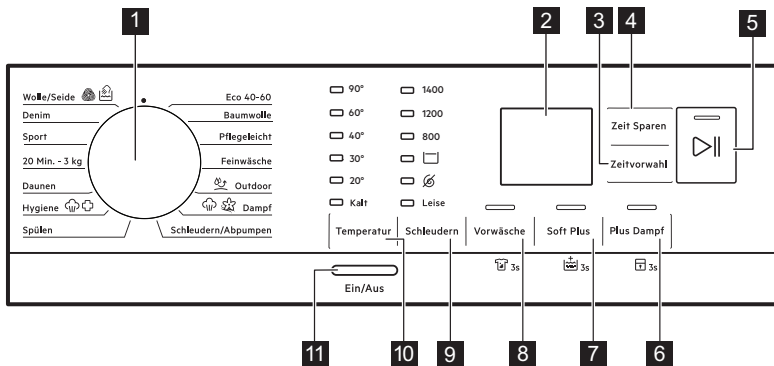 1
2
3
4
5
Wolle/Seide
Denim
Sport
20 Min. - 3 kg
Daunen
Hygiene
Spülen
Eco 40-60
Baumwolle
Pflegeleicht
Feinwäsche
Outdoor
Dampf
Schleudern/Abpumpen
90°
60°
40°
30°
20°
Kalt
1400
1200
800
Leise
Zeit Sparen
Zeitvorwahl
Temperatur
Schleudern
Vorwäsche
Soft Plus
Plus Dampf
3s
3s
3s
Ein/Aus
11
10
9
8
7
6